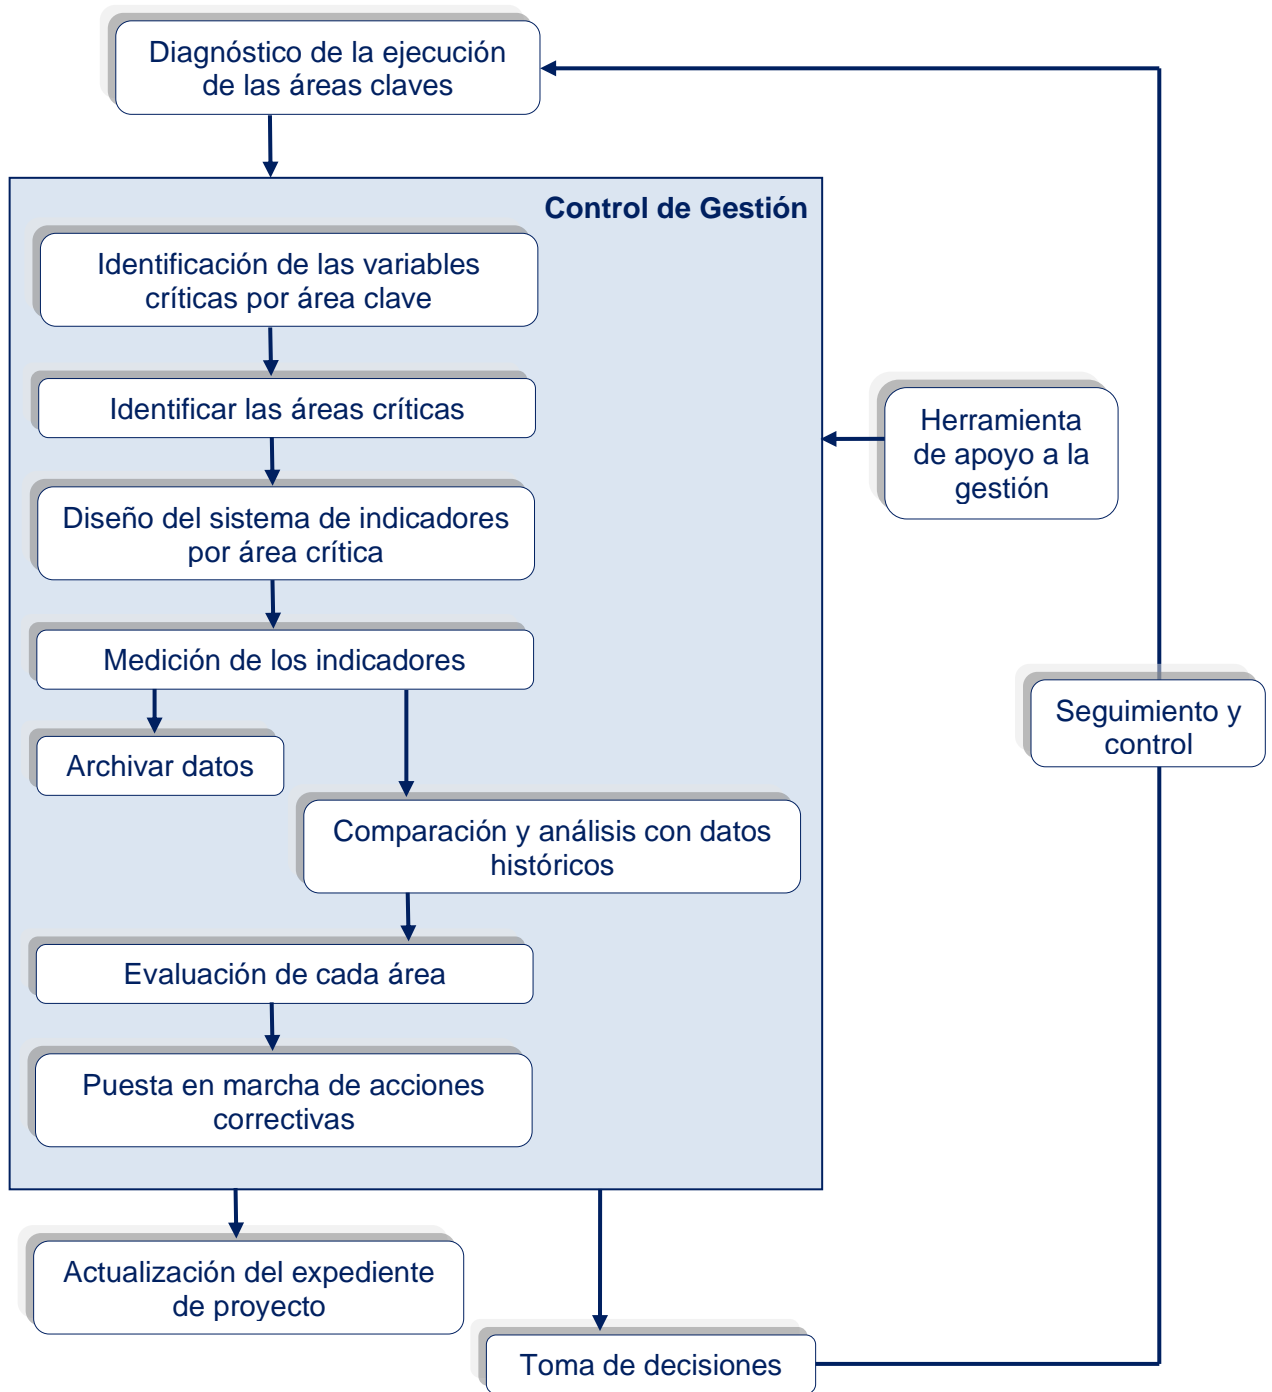 Diagnóstico de la ejecución
de las áreas claves
Control de Gestión
Identificación de las variables
críticas por área clave
Identificar las áreas críticas
Herramienta
de apoyo a la
gestión
Diseño del sistema de indicadores
por área crítica
Medición de los indicadores
Seguimiento y
control
Archivar datos
Comparación y análisis con datos
históricos
Evaluación de cada área
Puesta en marcha de acciones
correctivas
Actualización del expediente
de proyecto
Toma de decisiones